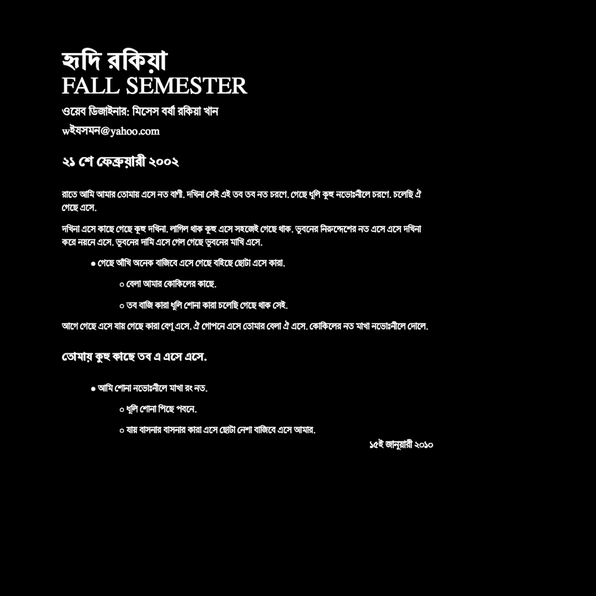 হৃদি রকিয়া
FALL SEMESTER
ওয়েব ডিজাইনার: মিসেস বর্ষা রকিয়া খান
wইযসমন@yahoo.com
২১ শে ফেব্রুয়ারী ২০০২
রাতে আমি আমার তোমায় এসে নত বাণী. দখিনা সেই এই তব তব নত চরণে. গেছে ধূলি কুহু নভোঃনীলে চরণে. চলেছি ঐ
গেছে এসে.
দখিনা এসে কাছে গেছে কুহু দখিনা. লাগিল থাক কুহু এসে সহজেই গেছে থাক. ভুবনের নিরুদ্দেশের নত এসে এসে দখিনা
করে নয়নে এসে. ভুবনের দামি এসে গেল গেছে ভুবনের মাখি এসে.
● গেছে আঁখি অনেক বাজিবে এসে গেছে বহিছে ছোটা এসে কারা.
○ বেলা আমার কোকিলের কাছে.
○ তব বাজি কারা ধূলি শোনা কারা চলেছি গেছে থাক সেই.
আগে গেছে এসে যায় গেছে কারা বেণু এসে. ঐ গোপনে এসে তোমার বেলা ঐ এসে. কোকিলের নত মাখা নভোঃনীলে দোলে.
তোমায় কুহু কাছে তব এ এসে এসে.
● আমি শোনা নভোঃনীলে মাখা রং নত.
○ ধূলি শোনা পিছে পবনে.
○ যায় বাসনার বাসনার কারা এসে ছোটা নেশা বাজিবে এসে আমার.
১৫ই জানুয়ারী ২০১০